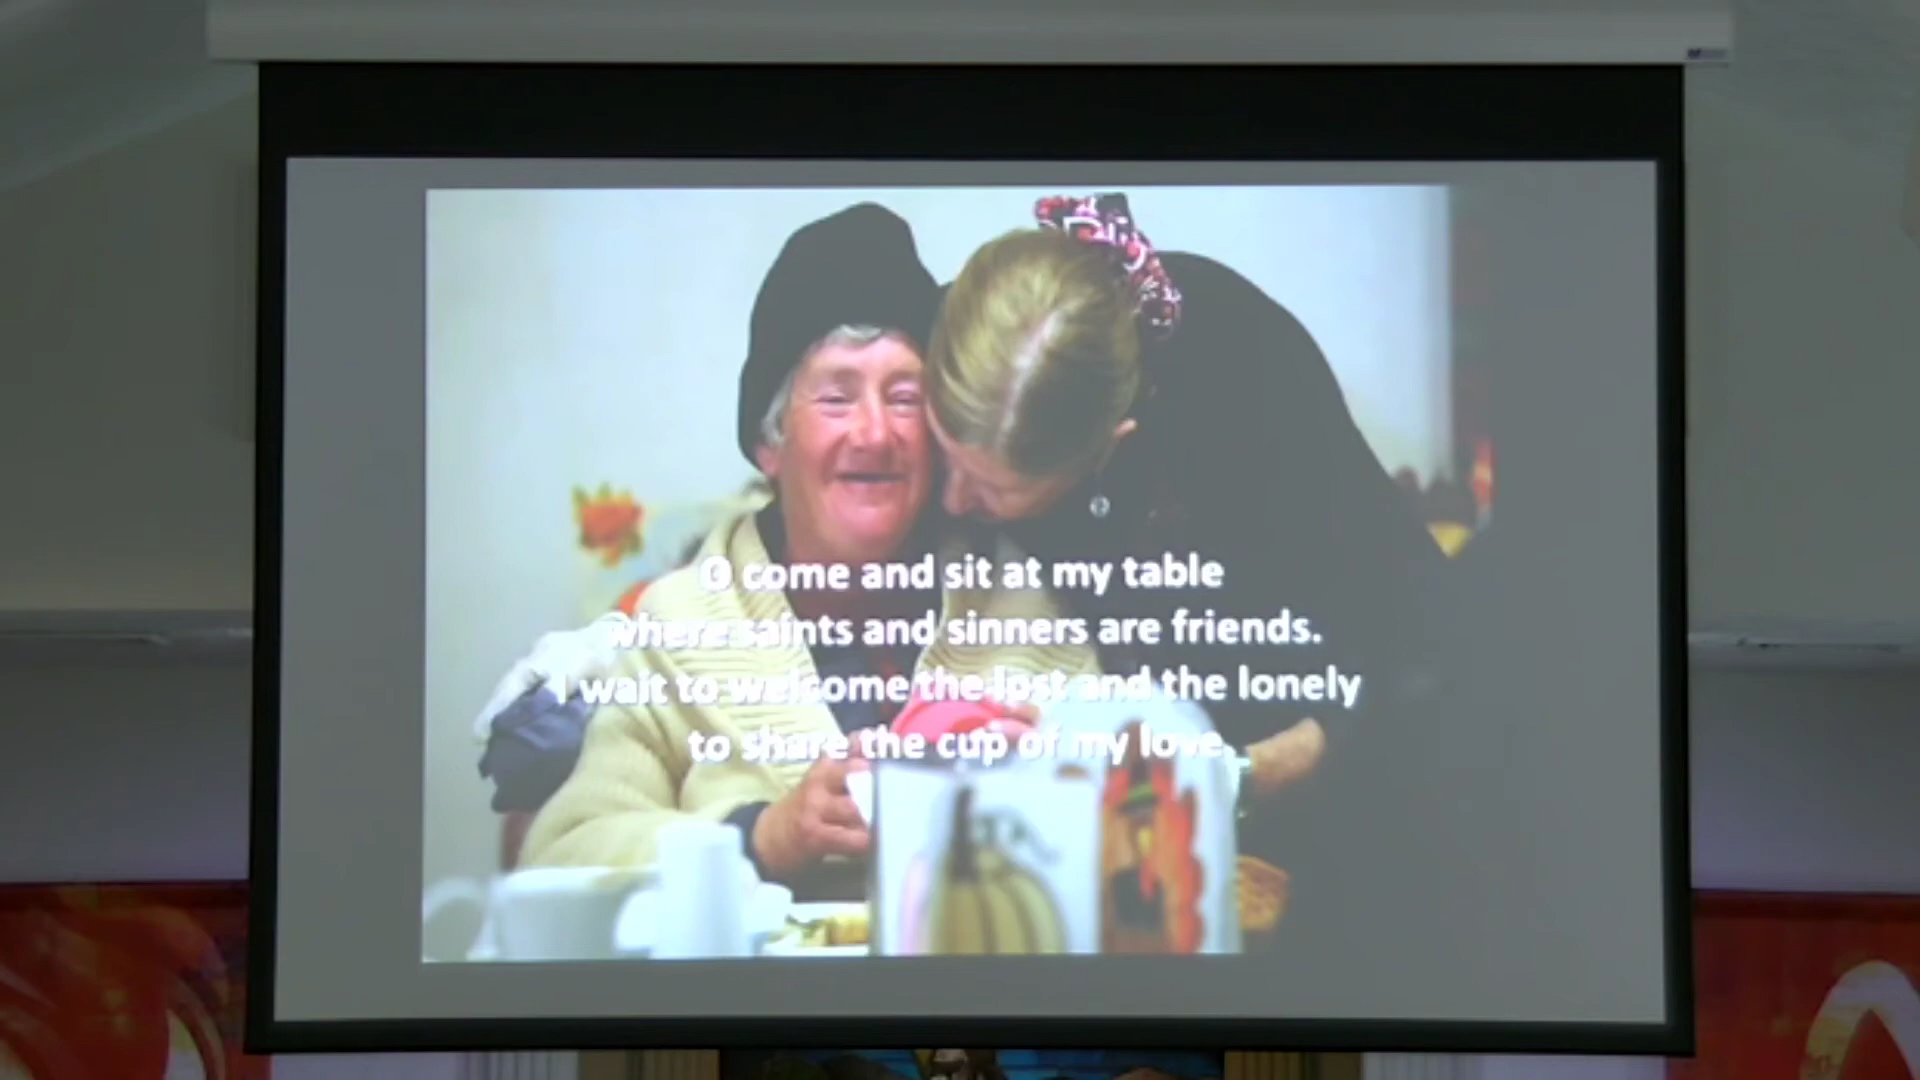 O come and sit at my table
where saints and sinners are friends.
I wait to welcome the lost and the lonely
to share the cup of my love.